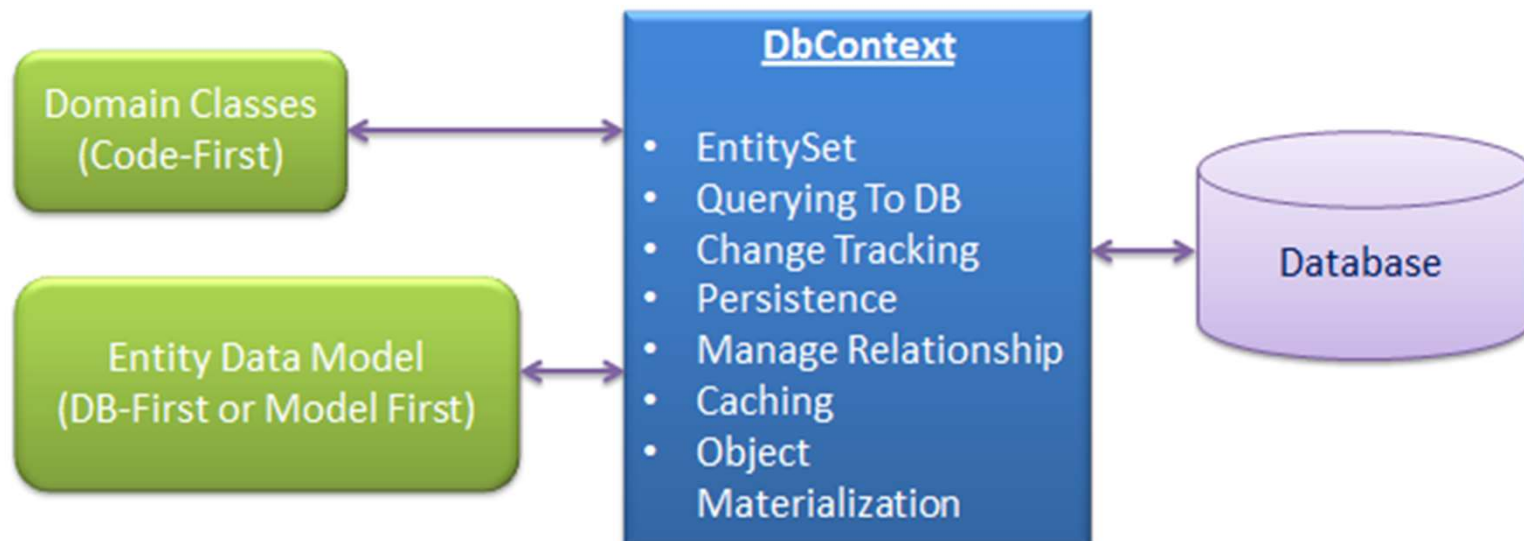 Domain Classes
(Code-First)
Entity Data Model
(DB-First or Model First)
DbContext
• EntitySet
• Querying To DB
• Change Tracking
• Persistence
• Manage Relationship
• Caching
• Object
Materialization
Database